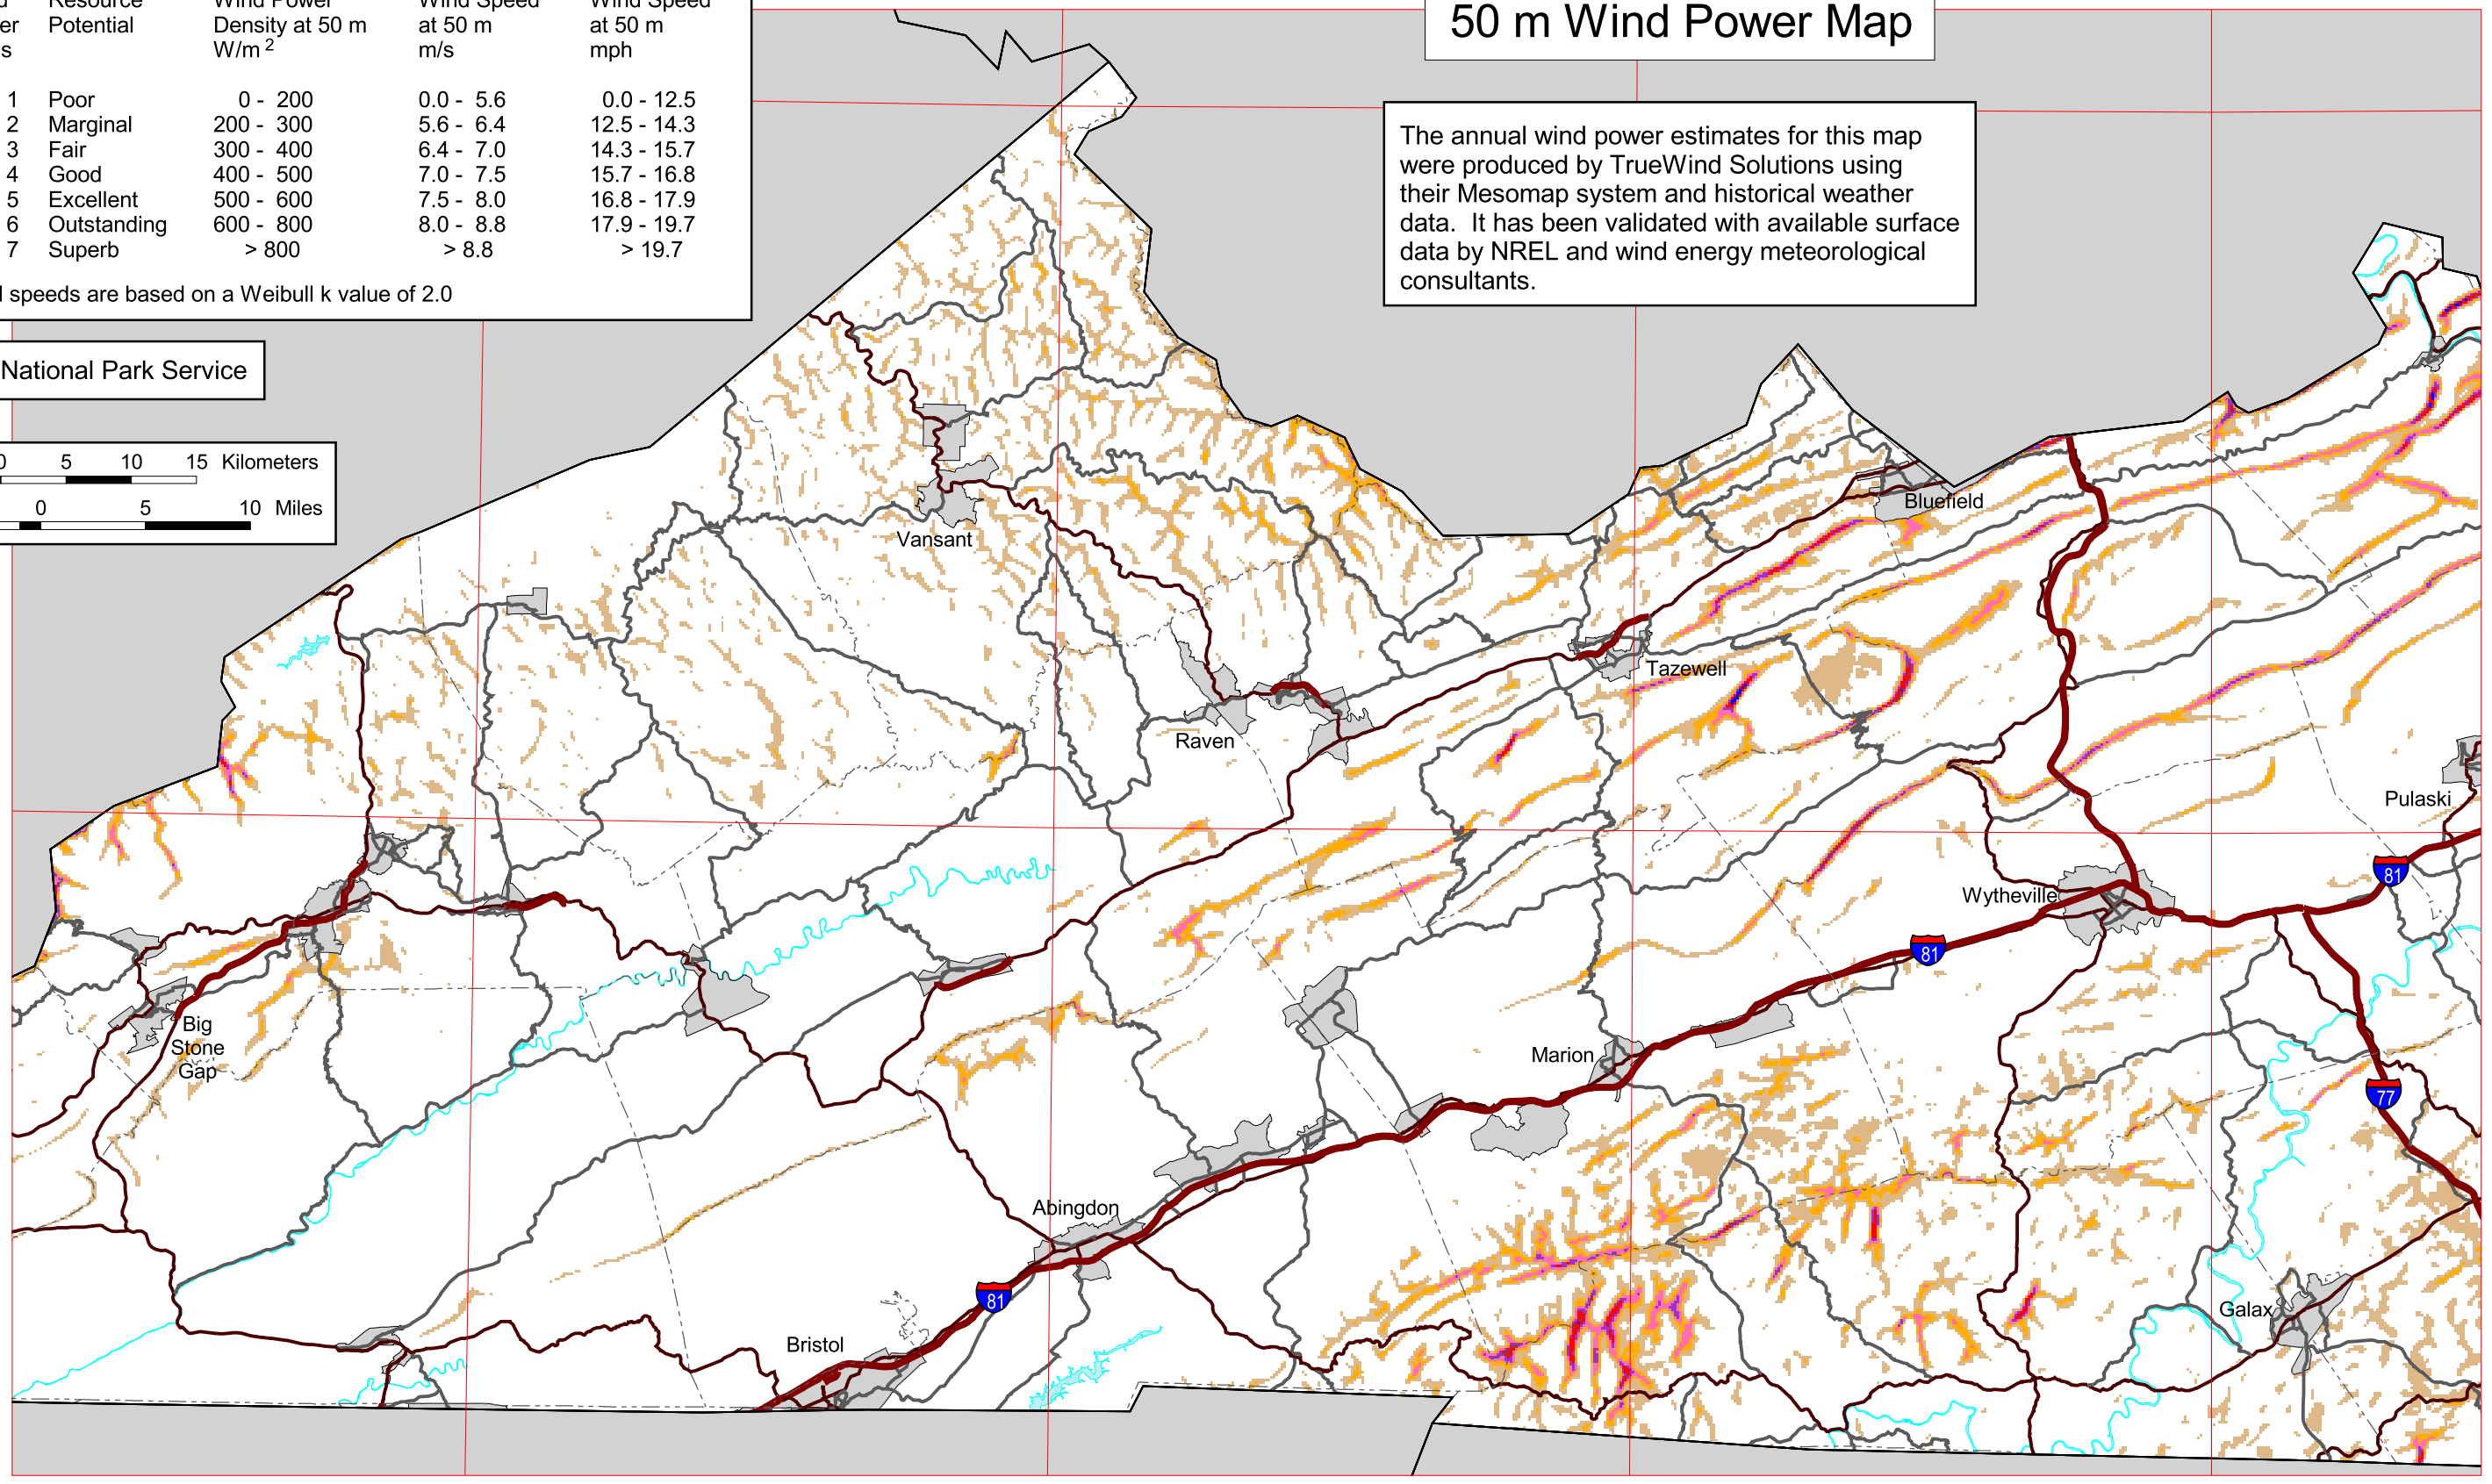 Resource Wind Power Wind Speed Wind Speed
er Potential Density at 50 m at 50 m at 50 m
s W/m 2 m/s mph
1 Poor 0 - 200 0.0 - 5.6 0.0 - 12.5
2 Marginal 200 - 300 5.6 - 6.4 12.5 - 14.3
3 Fair 300 - 400 6.4 - 7.0 14.3 - 15.7
4 Good 400 - 500 7.0 - 7.5 15.7 - 16.8
5 Excellent 500 - 600 7.5 - 8.0 16.8 - 17.9
6 Outstanding 600 - 800 8.0 - 8.8 17.9 - 19.7
7 Superb > 800 > 8.8 > 19.7
speeds are based on a Weibull k value of 2.0
50 m Wind Power Map
The annual wind power estimates for this map
were produced by TrueWind Solutions using
their Mesomap system and historical weather
data. It has been validated with available surface
data by NREL and wind energy meteorological
consultants.
National Park Service
0 5 10 15 Kilometers
0 5 10 Miles
Bluefield
Vansant
Tazewell
Raven
Pulaski
81
Wytheville
81
Big
Stone
Gap
Marion
77
Abingdon
81
Galax
Bristol